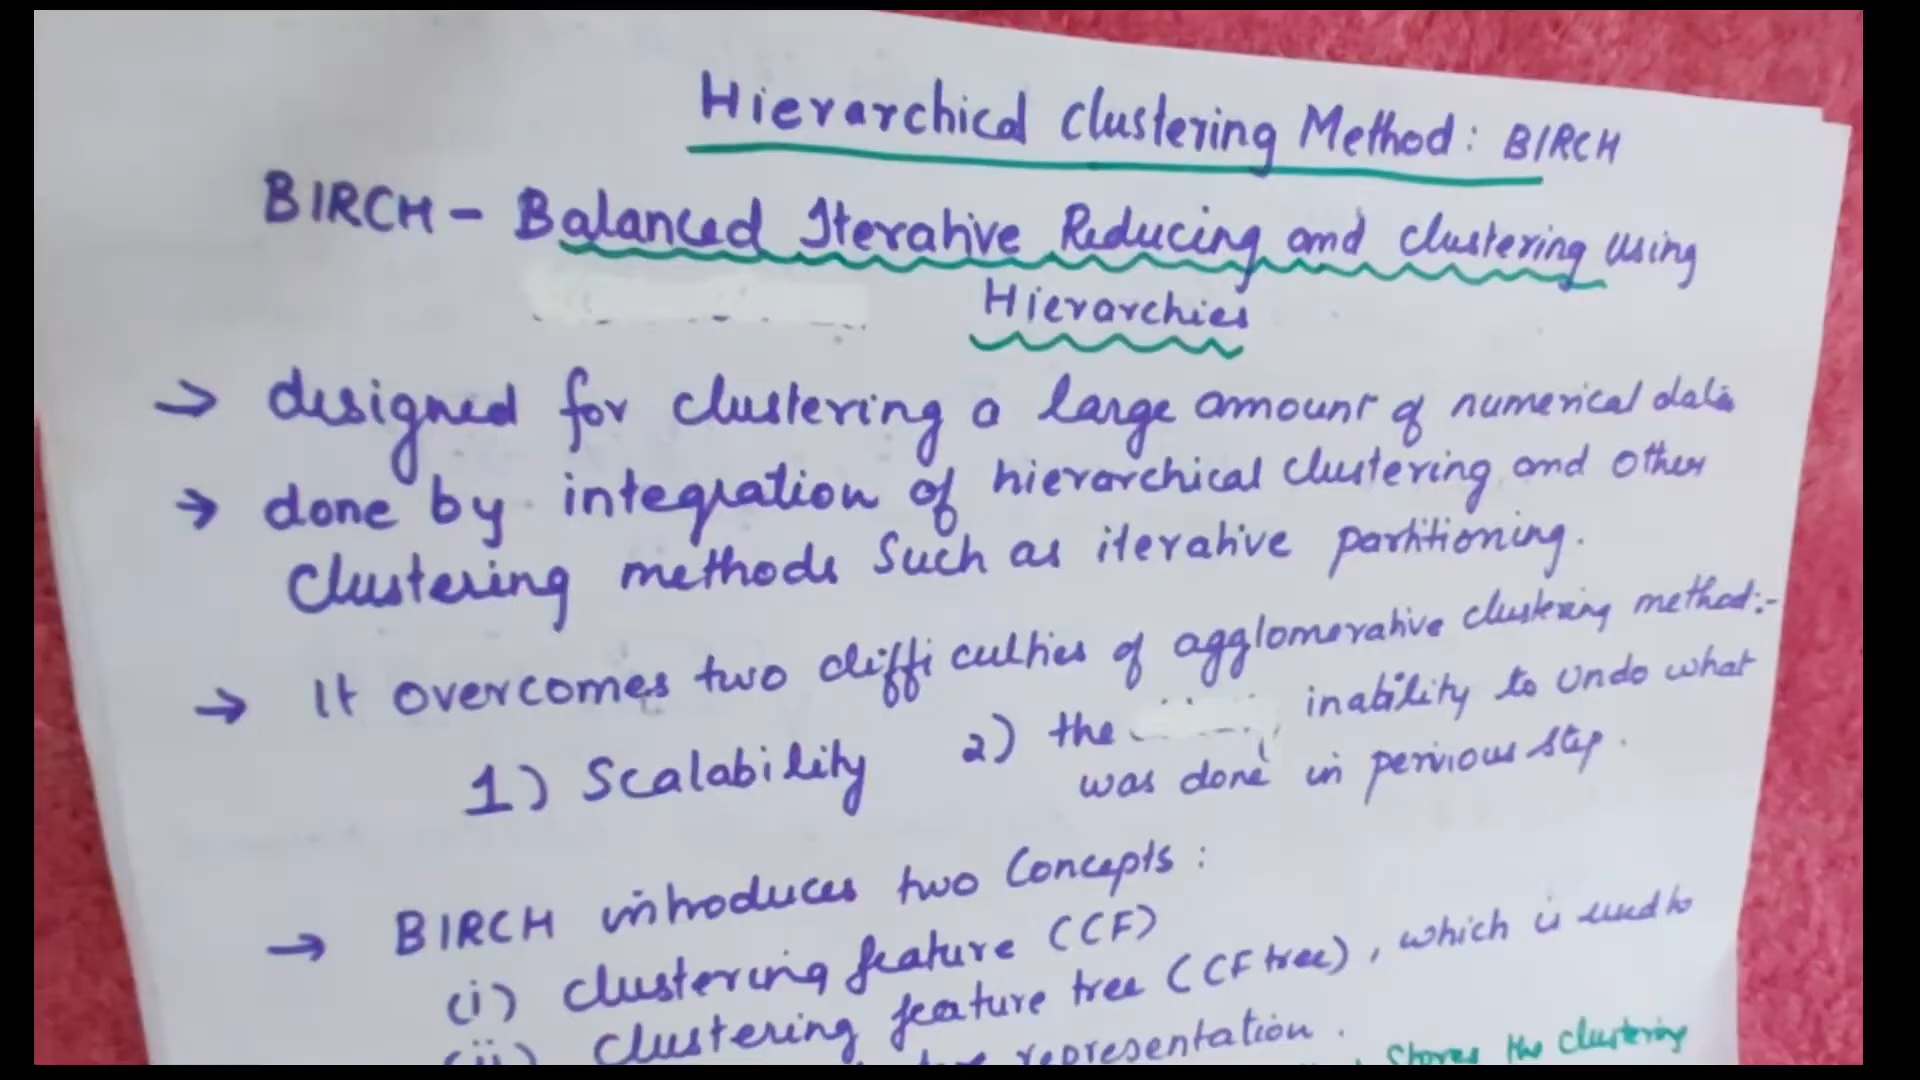 Hierarchical Clustering Method: BIRCH
BIRCH - Balanced Iterative Reducing and clustering using
Hierarchies
→ designed for clustering a large amount of numerical data
→ done by integration of hierarchical clustering and other
Clustering methods Such as iterative partitioning.
→ It overcomes two difficulties of agglomerative clustering method:-
1) Scalability 2) the inability to undo what
was done in pervious step.
→ BIRCH introduces two Concepts:
(i) clustering feature (CF)
(ii) clustering feature tree (CF tree), which is used to
representation.
Stores the clustering